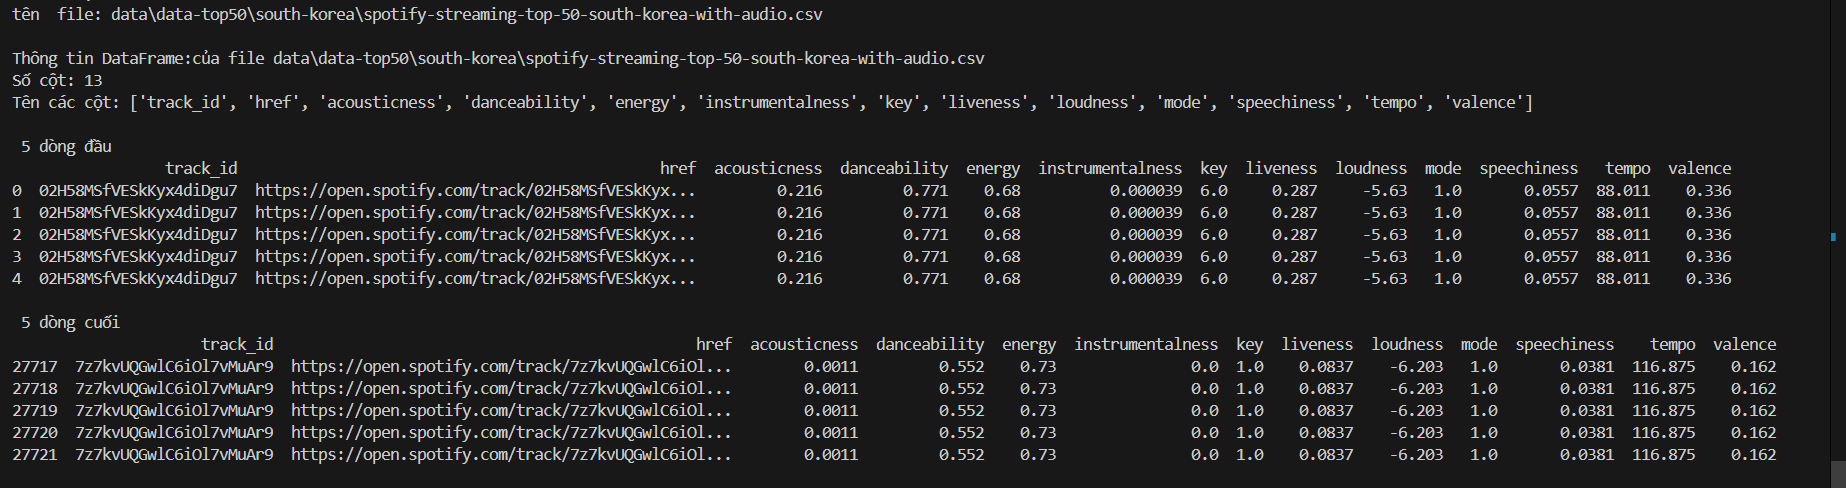 tên  file: data\data-top50\south-korea\spotify-streaming-top-50-south-korea-with-audio.csv
Thông tin DataFrame:của file data\data-top50\south-korea\spotify-streaming-top-50-south-korea-with-audio.csv
Số cột: 13
Tên các cột: ['track_id', 'href', 'acousticness', 'danceability', 'energy', 'instrumentalness', 'key', 'liveness', 'loudness', 'mode', 'speechiness', 'tempo', 'valence']
5 dòng đầu
track_id href acousticness danceability energy instrumentalness key liveness loudness mode speechiness tempo valence
0 02H58MSfVESkKyx4diDgu7 https://open.spotify.com/track/02H58MSfVESkKyx... 0.216 0.771 0.68 0.000039 6.0 0.287 -5.63 1.0 0.0557 88.011 0.336
1 02H58MSfVESkKyx4diDgu7 https://open.spotify.com/track/02H58MSfVESkKyx... 0.216 0.771 0.68 0.000039 6.0 0.287 -5.63 1.0 0.0557 88.011 0.336
2 02H58MSfVESkKyx4diDgu7 https://open.spotify.com/track/02H58MSfVESkKyx... 0.216 0.771 0.68 0.000039 6.0 0.287 -5.63 1.0 0.0557 88.011 0.336
3 02H58MSfVESkKyx4diDgu7 https://open.spotify.com/track/02H58MSfVESkKyx... 0.216 0.771 0.68 0.000039 6.0 0.287 -5.63 1.0 0.0557 88.011 0.336
4 02H58MSfVESkKyx4diDgu7 https://open.spotify.com/track/02H58MSfVESkKyx... 0.216 0.771 0.68 0.000039 6.0 0.287 -5.63 1.0 0.0557 88.011 0.336
5 dòng cuối
track_id href acousticness danceability energy instrumentalness key liveness loudness mode speechiness tempo valence
27717 7z7kvUQGwlC6iOl7vMuAr9 https://open.spotify.com/track/7z7kvUQGwlC6iOl... 0.0011 0.552 0.73 0.0 1.0 0.0837 -6.203 1.0 0.0381 116.875 0.162
27718 7z7kvUQGwlC6iOl7vMuAr9 https://open.spotify.com/track/7z7kvUQGwlC6iOl... 0.0011 0.552 0.73 0.0 1.0 0.0837 -6.203 1.0 0.0381 116.875 0.162
27719 7z7kvUQGwlC6iOl7vMuAr9 https://open.spotify.com/track/7z7kvUQGwlC6iOl... 0.0011 0.552 0.73 0.0 1.0 0.0837 -6.203 1.0 0.0381 116.875 0.162
27720 7z7kvUQGwlC6iOl7vMuAr9 https://open.spotify.com/track/7z7kvUQGwlC6iOl... 0.0011 0.552 0.73 0.0 1.0 0.0837 -6.203 1.0 0.0381 116.875 0.162
27721 7z7kvUQGwlC6iOl7vMuAr9 https://open.spotify.com/track/7z7kvUQGwlC6iOl... 0.0011 0.552 0.73 0.0 1.0 0.0837 -6.203 1.0 0.0381 116.875 0.162